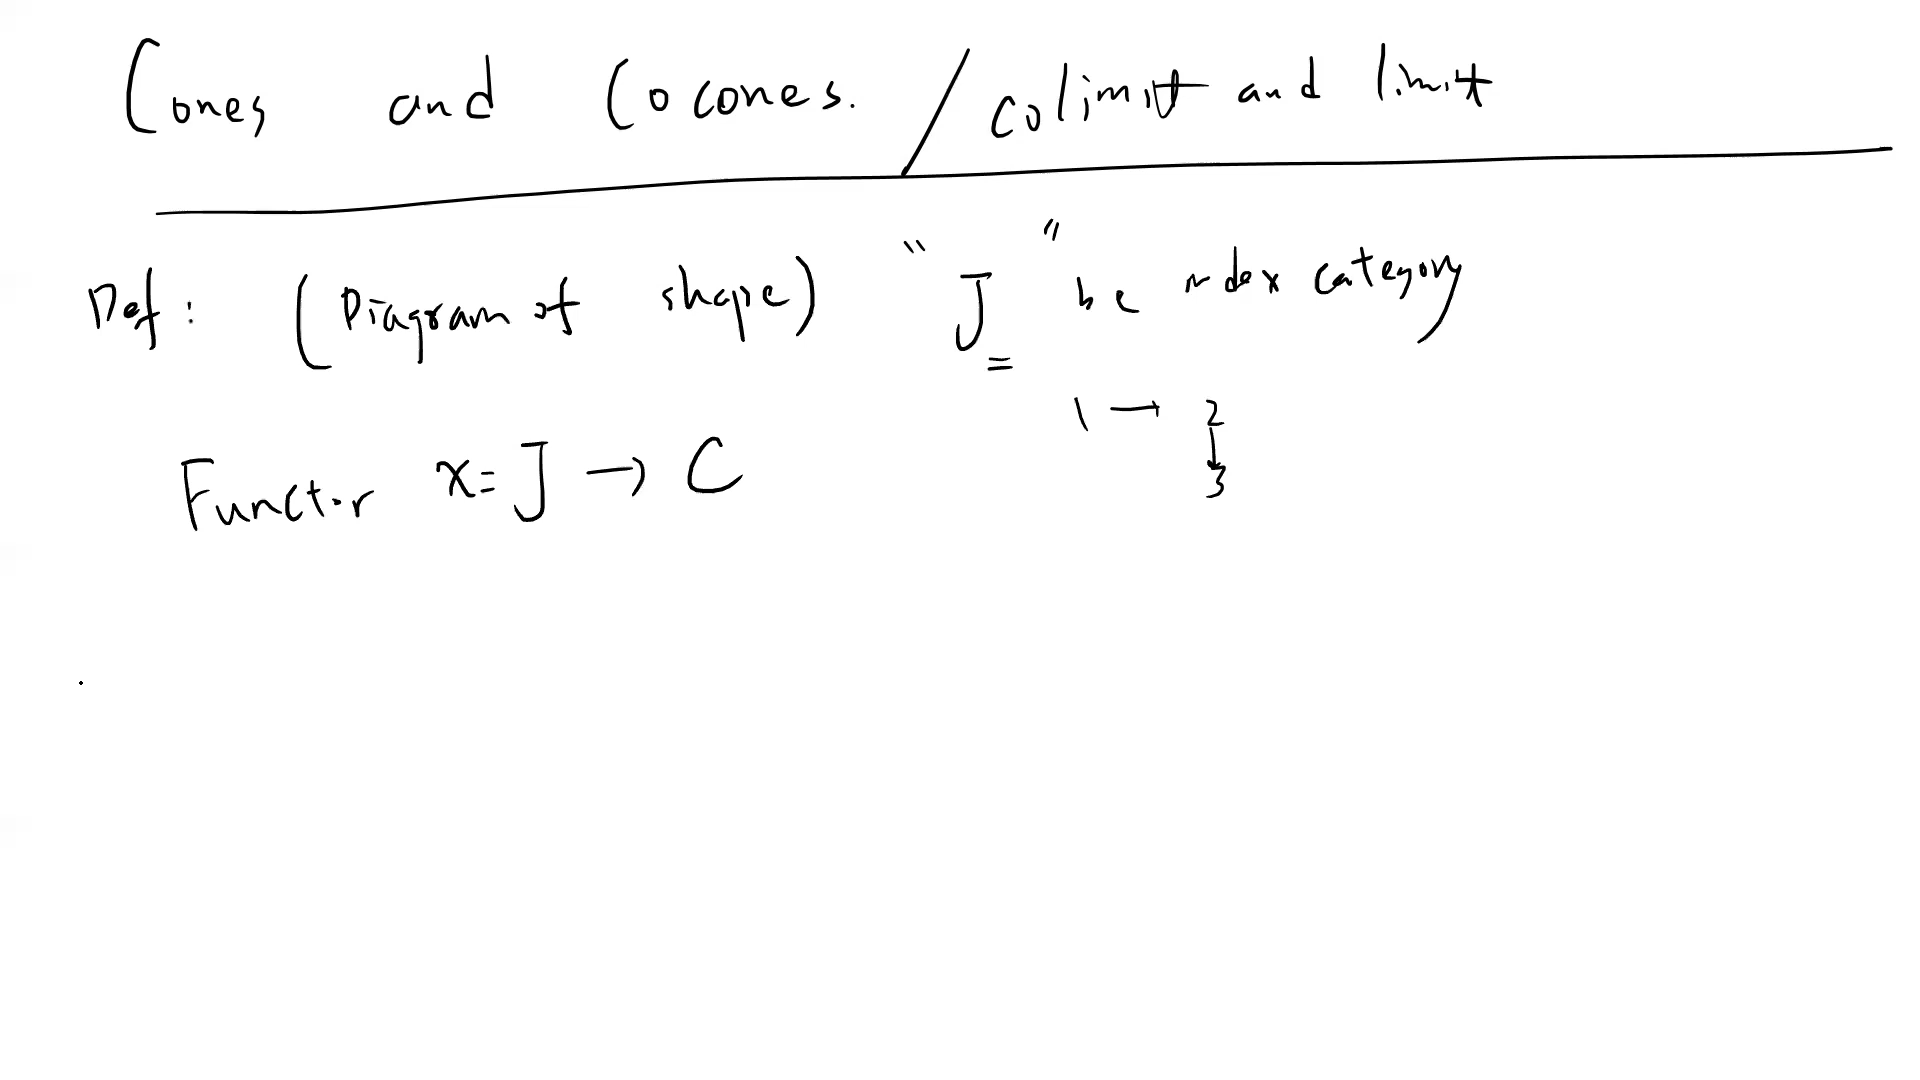 Cones and Cocones. / colimit and limit
Def: (Diagram of shape) "J" be index category
1 → 2
↓
3
Functor x = J → C